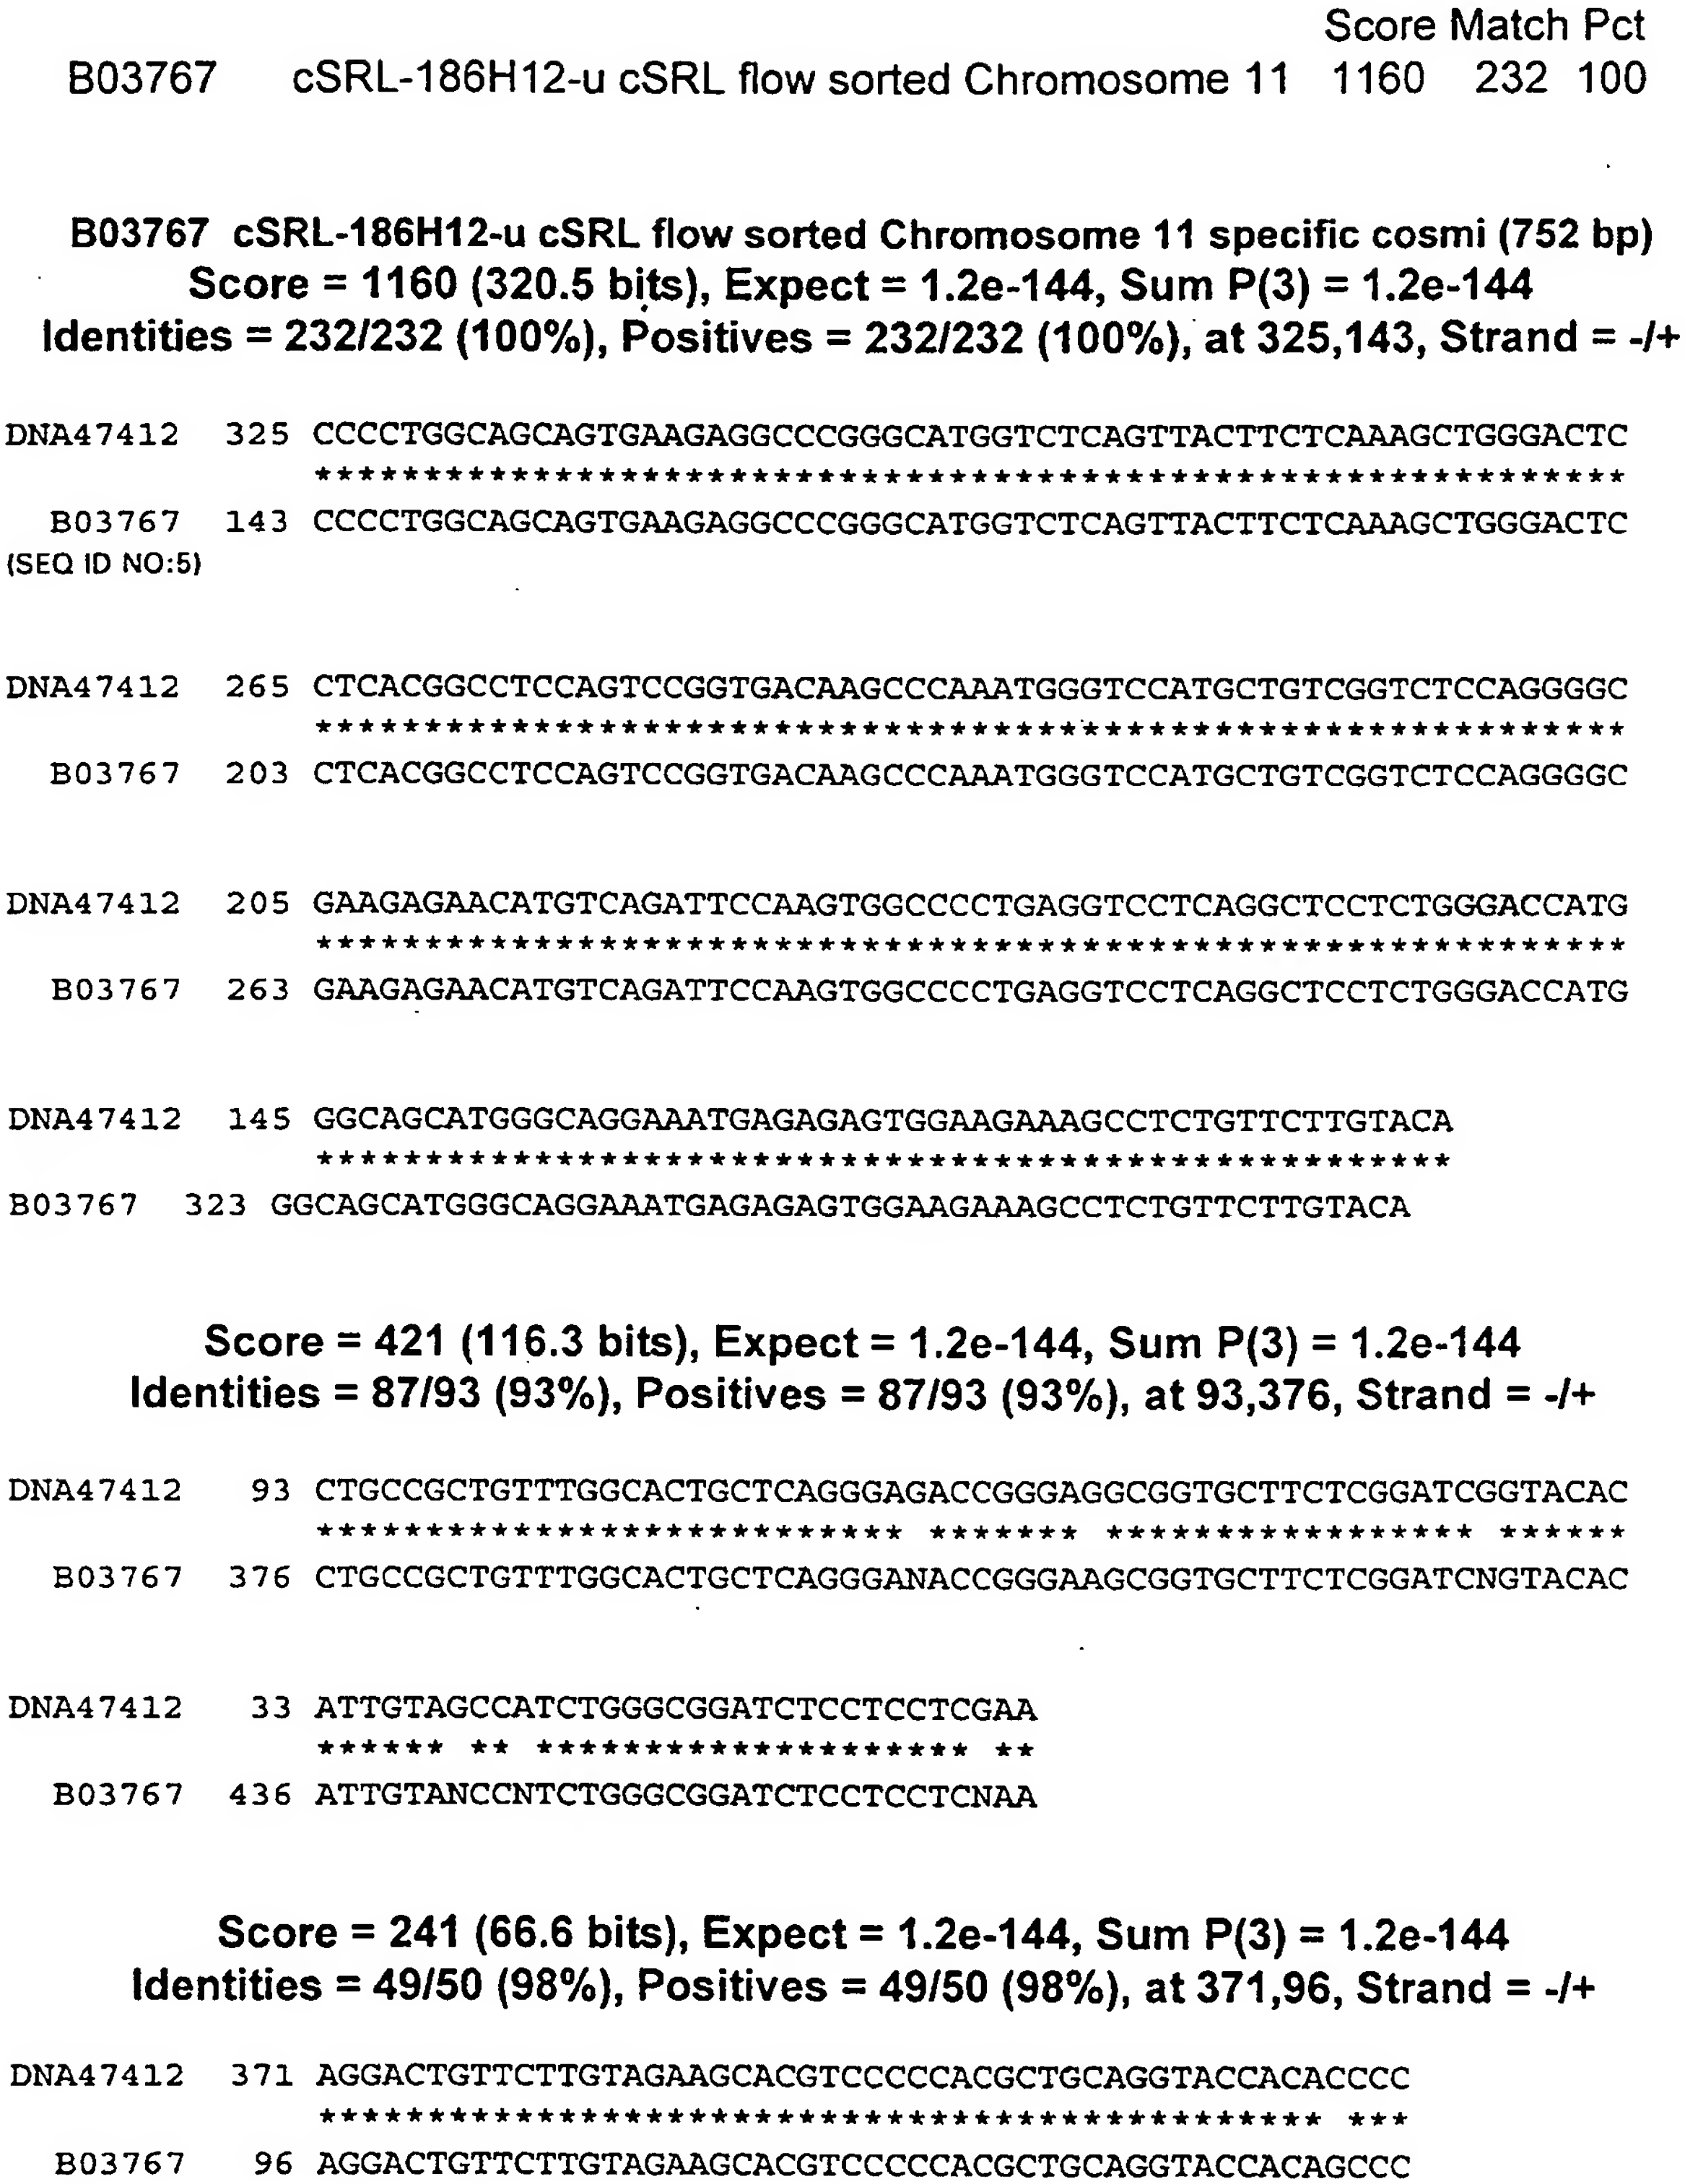 Score Match Pct
B03767 cSRL-186H12-u cSRL flow sorted Chromosome 11 1160 232 100
B03767 cSRL-186H12-u cSRL flow sorted Chromosome 11 specific cosmi (752 bp)
Score = 1160 (320.5 bits), Expect = 1.2e-144, Sum P(3) = 1.2e-144
Identities = 232/232 (100%), Positives = 232/232 (100%), at 325,143, Strand = -/+
DNA47412 325 CCCCTGGCAGCAGTGAAGAGGCCCGGGCATGGTCTCAGTTACTTCTCAAAGCTGGGACTC
************************************************************
B03767 143 CCCCTGGCAGCAGTGAAGAGGCCCGGGCATGGTCTCAGTTACTTCTCAAAGCTGGGACTC
(SEQ ID NO:5)
DNA47412 265 CTCACGGCCTCCAGTCCGGTGACAAGCCCAAATGGGTCCATGCTGTCGGTCTCCAGGGGC
************************************************************
B03767 203 CTCACGGCCTCCAGTCCGGTGACAAGCCCAAATGGGTCCATGCTGTCGGTCTCCAGGGGC
DNA47412 205 GAAGAGAACATGTCAGATTCCAAGTGGCCCCTGAGGTCCTCAGGCTCCTCTGGGACCATG
************************************************************
B03767 263 GAAGAGAACATGTCAGATTCCAAGTGGCCCCTGAGGTCCTCAGGCTCCTCTGGGACCATG
DNA47412 145 GGCAGCATGGGCAGGAAATGAGAGAGTGGAAGAAAGCCTCTGTTCTTGTACA
****************************************************
B03767 323 GGCAGCATGGGCAGGAAATGAGAGAGTGGAAGAAAGCCTCTGTTCTTGTACA
Score = 421 (116.3 bits), Expect = 1.2e-144, Sum P(3) = 1.2e-144
Identities = 87/93 (93%), Positives = 87/93 (93%), at 93,376, Strand = -/+
DNA47412 93 CTGCCGCTGTTTGGCACTGCTCAGGGAGACCGGGAGGCGGTGCTTCTCGGATCGGTACAC
*************************** ******* ***************** ******
B03767 376 CTGCCGCTGTTTGGCACTGCTCAGGGANACCGGGAAGCGGTGCTTCTCGGATCNGTACAC
DNA47412 33 ATTGTAGCCATCTGGGCGGATCTCCTCCTCGAA
****** ** ******************** **
B03767 436 ATTGTANCCNTCTGGGCGGATCTCCTCCTCNAA
Score = 241 (66.6 bits), Expect = 1.2e-144, Sum P(3) = 1.2e-144
Identities = 49/50 (98%), Positives = 49/50 (98%), at 371,96, Strand = -/+
DNA47412 371 AGGACTGTTCTTGTAGAAGCACGTCCCCCACGCTGCAGGTACCACACCCC
********************************************** ***
B03767 96 AGGACTGTTCTTGTAGAAGCACGTCCCCCACGCTGCAGGTACCACAGCCC